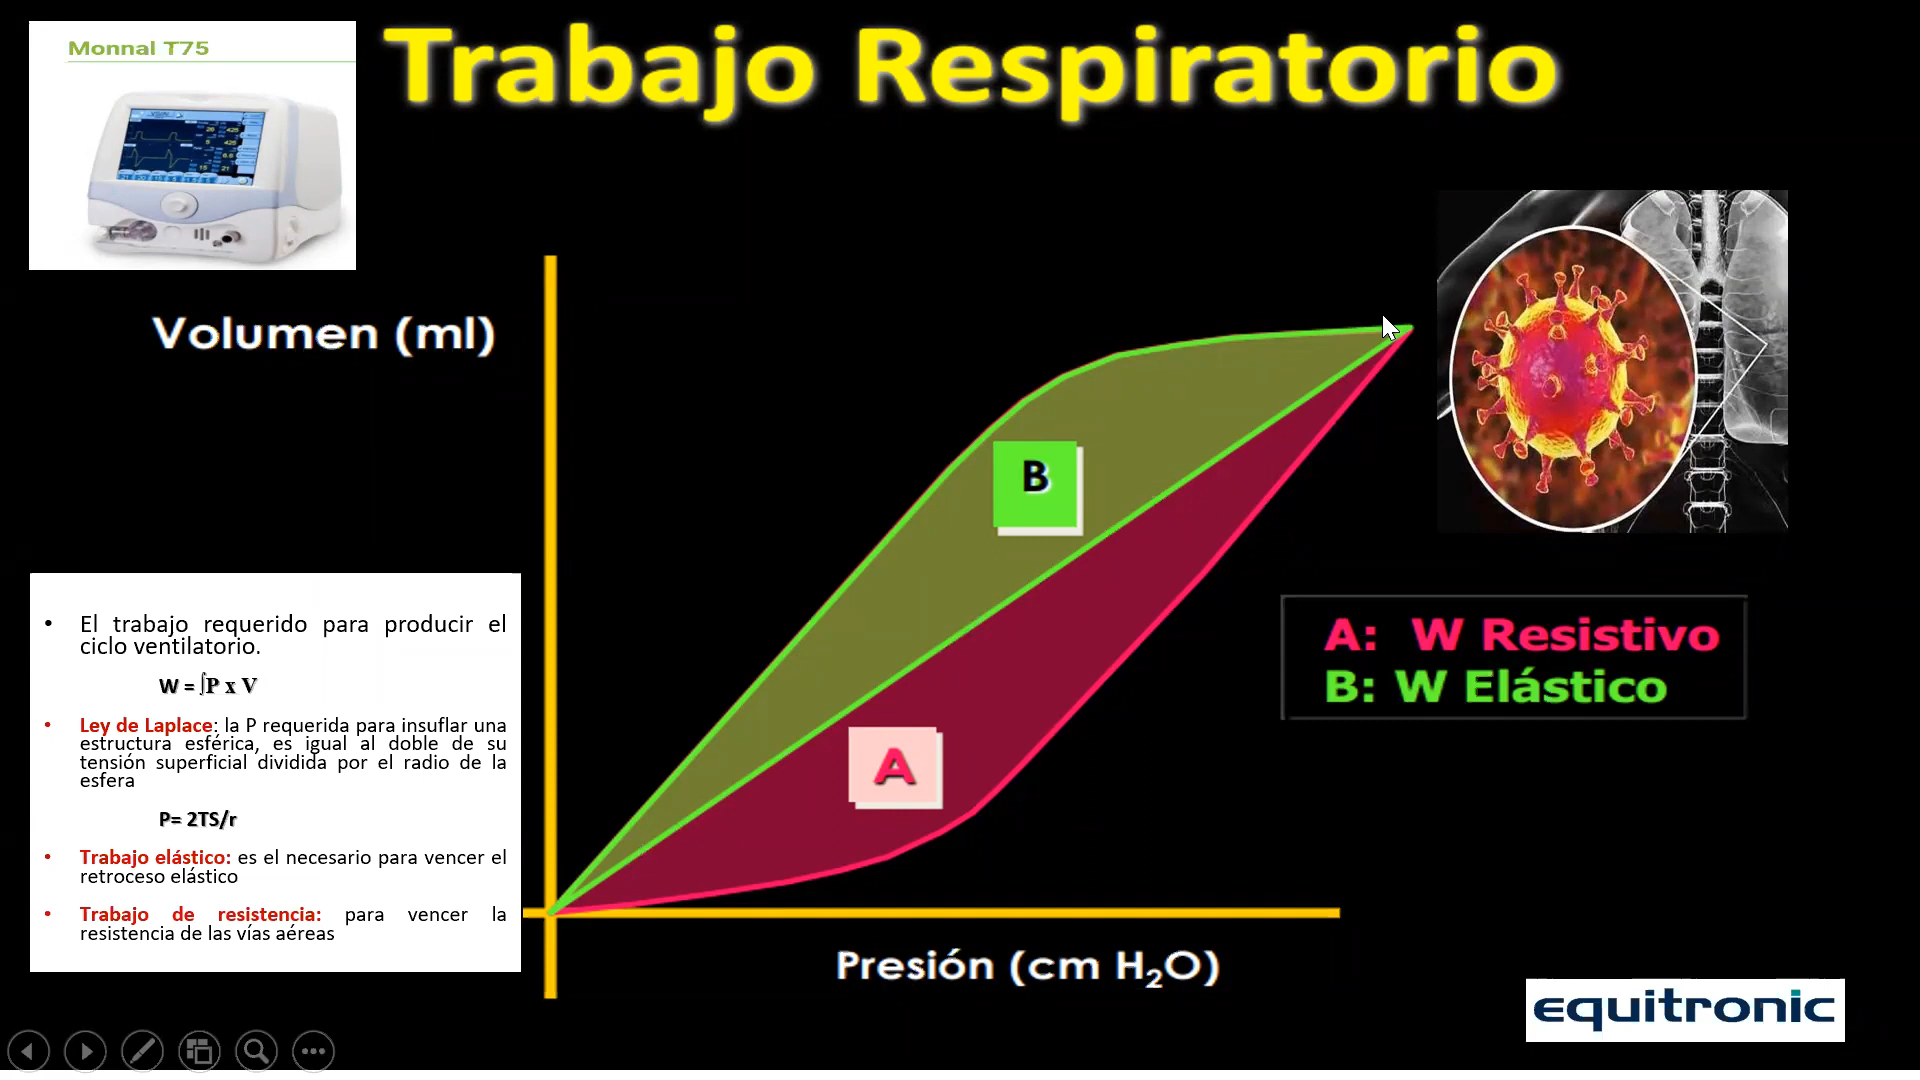 Monnal T75
Trabajo Respiratorio
Volumen (ml)
B
A
A: W Resistivo
B: W Elástico
• El trabajo requerido para producir el
ciclo ventilatorio.
W = ∫P x V
• Ley de Laplace: la P requerida para insuflar una
estructura esférica, es igual al doble de su
tensión superficial dividida por el radio de la
esfera
P= 2TS/r
• Trabajo elástico: es el necesario para vencer el
retroceso elástico
• Trabajo de resistencia: para vencer la
resistencia de las vías aéreas
Presión (cm H₂O)
equitronic